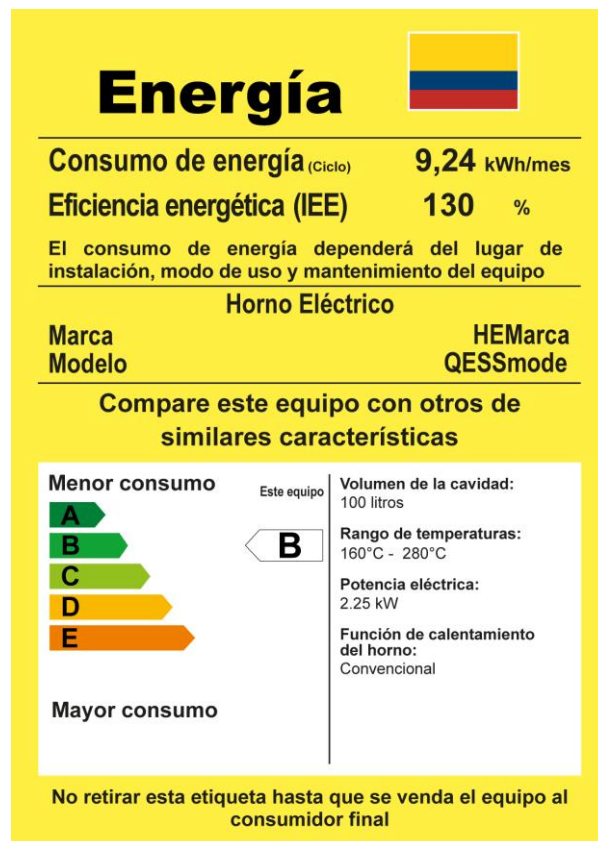 Energía
Consumo de energía (Ciclo) 9,24 kWh/mes
Eficiencia energética (IEE) 130 %
El consumo de energía dependerá del lugar de
instalación, modo de uso y mantenimiento del equipo
Horno Eléctrico
Marca HEMarca
Modelo QESSmode
Compare este equipo con otros de
similares características
Menor consumo
Este equipo
A
B
B
C
D
E
Mayor consumo
Volumen de la cavidad:
100 litros
Rango de temperaturas:
160°C - 280°C
Potencia eléctrica:
2.25 kW
Función de calentamiento
del horno:
Convencional
No retirar esta etiqueta hasta que se venda el equipo al
consumidor final